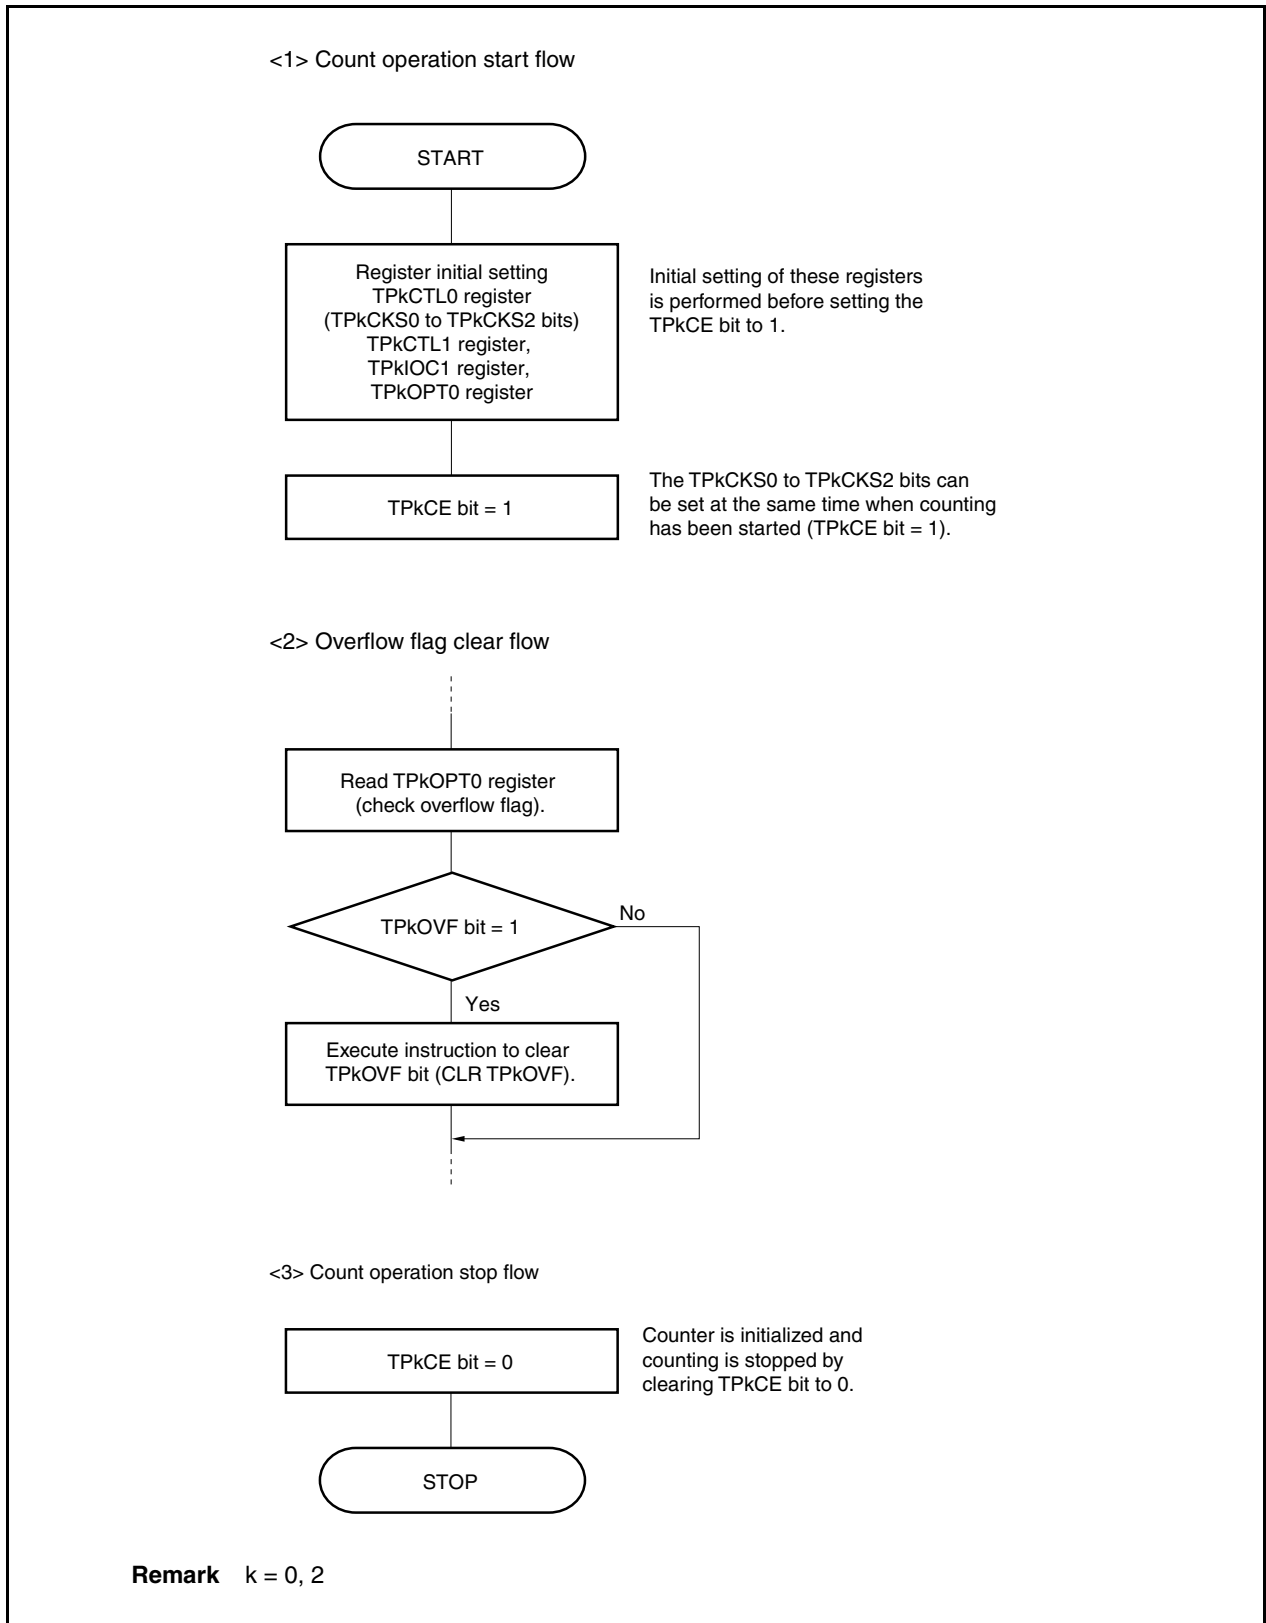 <1> Count operation start flow
START
Register initial setting
TPkCTL0 register
(TPkCKS0 to TPkCKS2 bits)
TPkCTL1 register,
TPkIOC1 register,
TPkOPT0 register
Initial setting of these registers
is performed before setting the
TPkCE bit to 1.
TPkCE bit = 1
The TPkCKS0 to TPkCKS2 bits can
be set at the same time when counting
has been started (TPkCE bit = 1).
<2> Overflow flag clear flow
Read TPkOPT0 register
(check overflow flag).
TPkOVF bit = 1
No
Yes
Execute instruction to clear
TPkOVF bit (CLR TPkOVF).
<3> Count operation stop flow
TPkCE bit = 0
Counter is initialized and
counting is stopped by
clearing TPkCE bit to 0.
STOP
Remark k = 0, 2